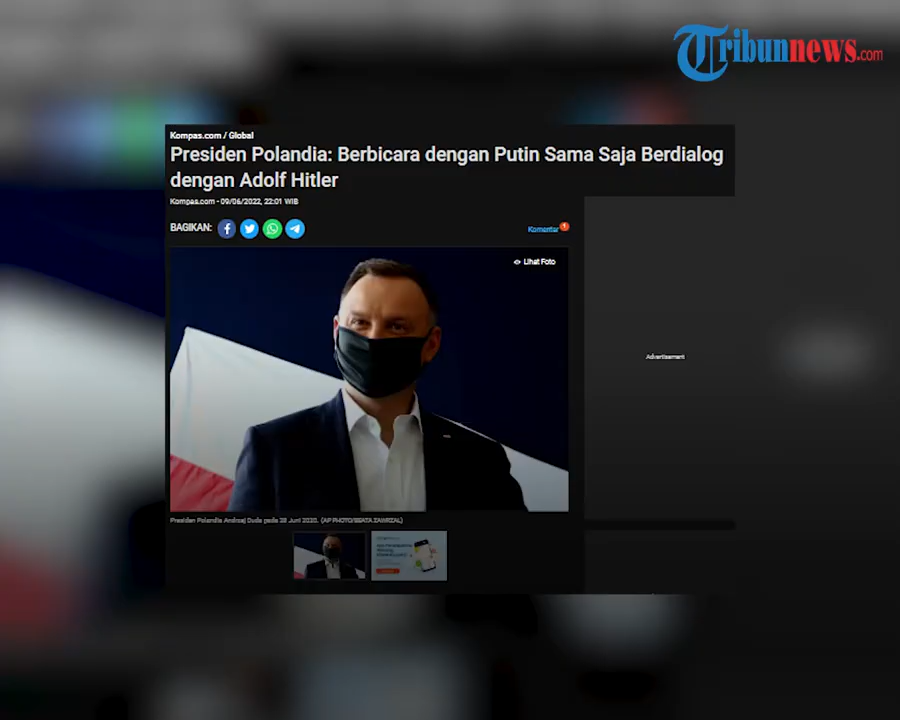 Tribunnews.com
Kompas.com / Global
Presiden Polandia: Berbicara dengan Putin Sama Saja Berdialog
dengan Adolf Hitler
Kompas.com - 09/06/2022, 22:01 WIB
BAGIKAN:
Komentar 1
Lihat Foto
Advertisement
Presiden Polandia Andrzej Duda pada 28 Juni 2020. (AP PHOTO/BEATA ZAWRZAL)